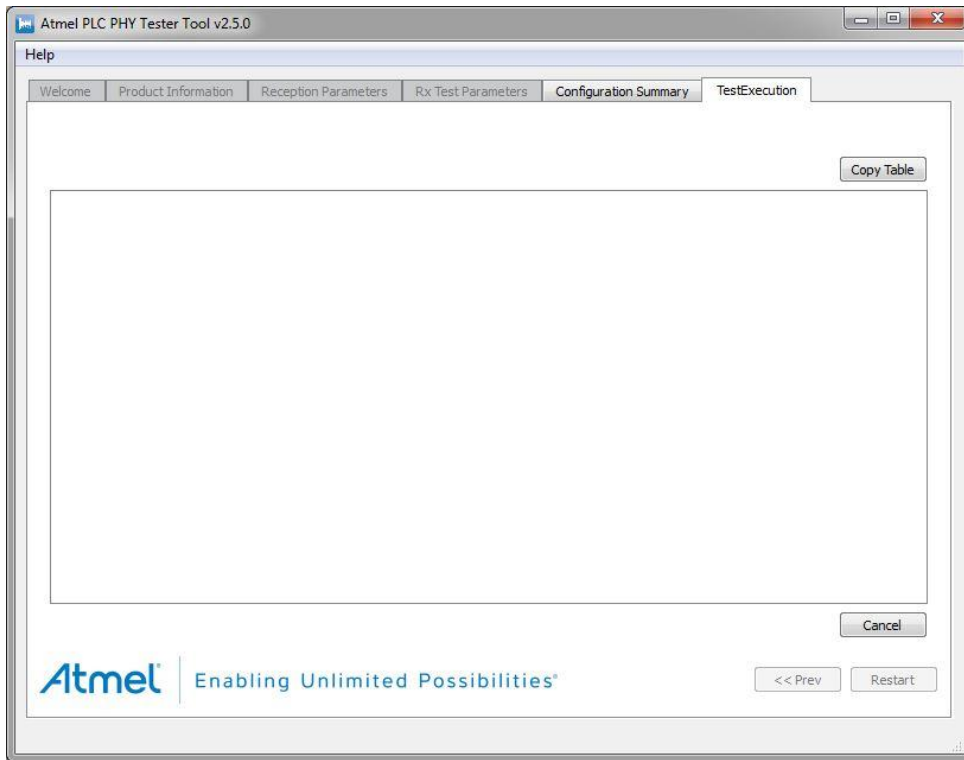 Atmel PLC PHY Tester Tool v2.5.0
Help
Welcome Product Information Reception Parameters Rx Test Parameters Configuration Summary TestExecution
Copy Table
Cancel
Atmel® Enabling Unlimited Possibilities®
<< Prev Restart